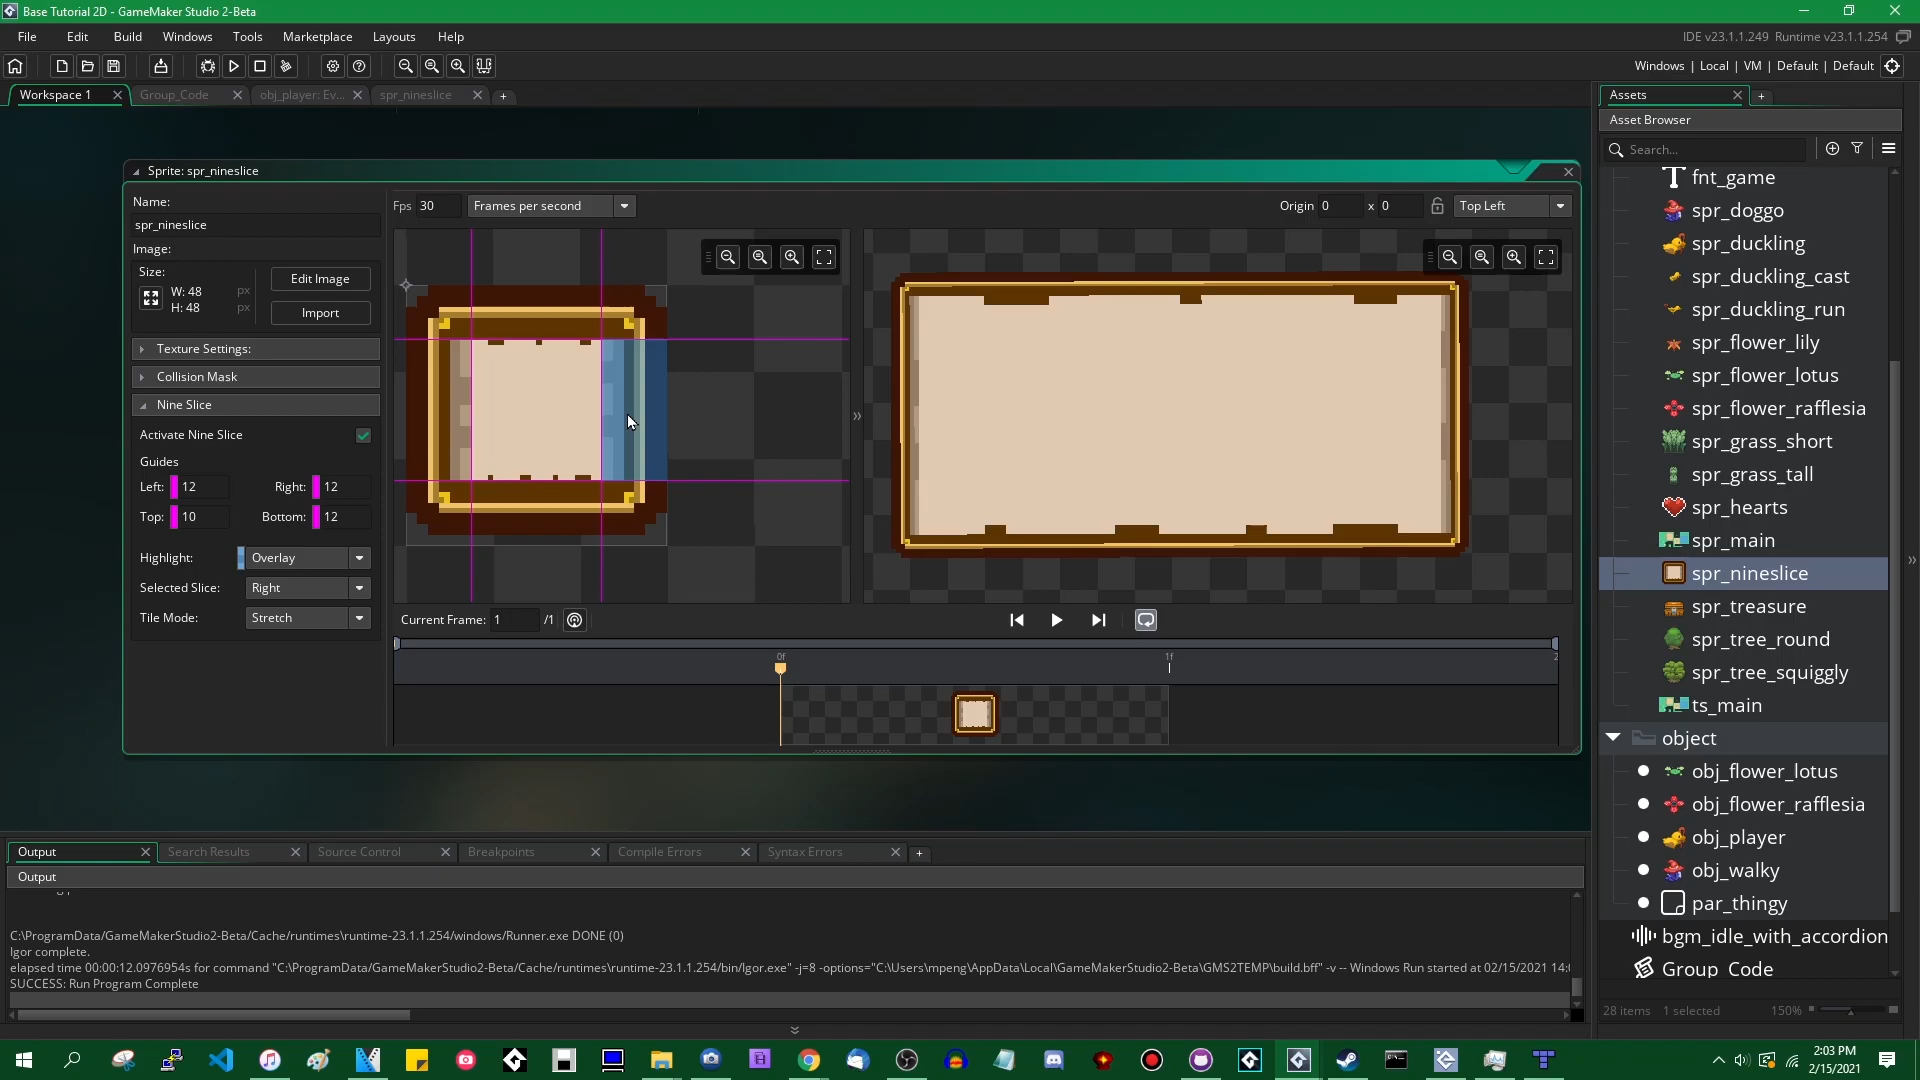 Base Tutorial 2D - GameMaker Studio 2-Beta
File Edit Build Windows Tools Marketplace Layouts Help
IDE v23.1.1.249 Runtime v23.1.1.254
Windows | Local | VM | Default | Default
Workspace 1
Group_Code
obj_player: Ev...
spr_nineslice
Sprite: spr_nineslice
Name:
spr_nineslice
Image:
Size:
W: 48 px
H: 48 px
Edit Image
Import
Texture Settings:
Collision Mask
Nine Slice
Activate Nine Slice
Guides
Left: 12 Right: 12
Top: 10 Bottom: 12
Highlight: Overlay
Selected Slice: Right
Tile Mode: Stretch
Fps 30 Frames per second
Origin 0 x 0 Top Left
Current Frame: 1 /1
0f 1f 2
Output
Search Results
Source Control
Breakpoints
Compile Errors
Syntax Errors
Output
C:\ProgramData/GameMakerStudio2-Beta/Cache/runtimes\runtime-23.1.1.254/windows/Runner.exe DONE (0)
Igor complete.
elapsed time 00:00:12.0976954s for command "C:\ProgramData/GameMakerStudio2-Beta/Cache/runtimes\runtime-23.1.1.254/bin/Igor.exe" -j=8 -options="C:\Users\mpeng\AppData\Local\GameMakerStudio2-Beta\GMS2TEMP\build.bff" -v -- Windows Run started at 02/15/2021 14:
SUCCESS: Run Program Complete
Assets
Asset Browser
Search...
fnt_game
spr_doggo
spr_duckling
spr_duckling_cast
spr_duckling_run
spr_flower_lily
spr_flower_lotus
spr_flower_rafflesia
spr_grass_short
spr_grass_tall
spr_hearts
spr_main
spr_nineslice
spr_treasure
spr_tree_round
spr_tree_squiggly
ts_main
object
obj_flower_lotus
obj_flower_rafflesia
obj_player
obj_walky
par_thingy
bgm_idle_with_accordion
Group_Code
28 items 1 selected 150%
2:03 PM
2/15/2021